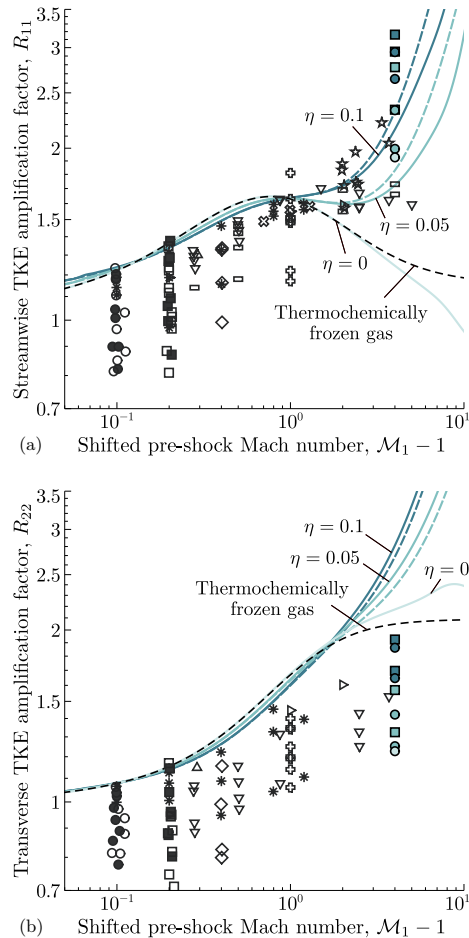 Streamwise TKE amplification factor, R₁₁
3.5
3
2.5
2
1.5
1
0.7
η = 0.1
η = 0.05
η = 0
Thermochemically
frozen gas
10⁻¹
10⁰
10¹
(a)
Shifted pre-shock Mach number, ℳ₁ − 1
Transverse TKE amplification factor, R₂₂
3.5
3
2.5
2
1.5
1
0.7
η = 0.1
η = 0.05
η = 0
Thermochemically
frozen gas
10⁻¹
10⁰
10¹
(b)
Shifted pre-shock Mach number, ℳ₁ − 1